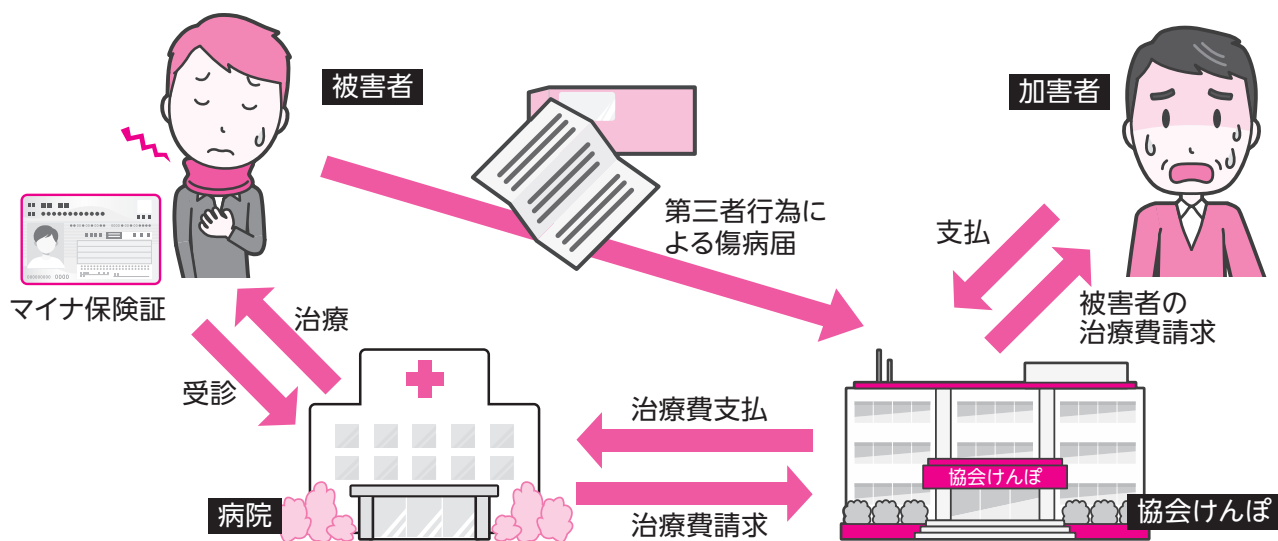 被害者
加害者
第三者行為に
よる傷病届
支払
被害者の
治療費請求
マイナ保険証
治療
受診
治療費支払
治療費請求
協会けんぽ
病院
協会けんぽ